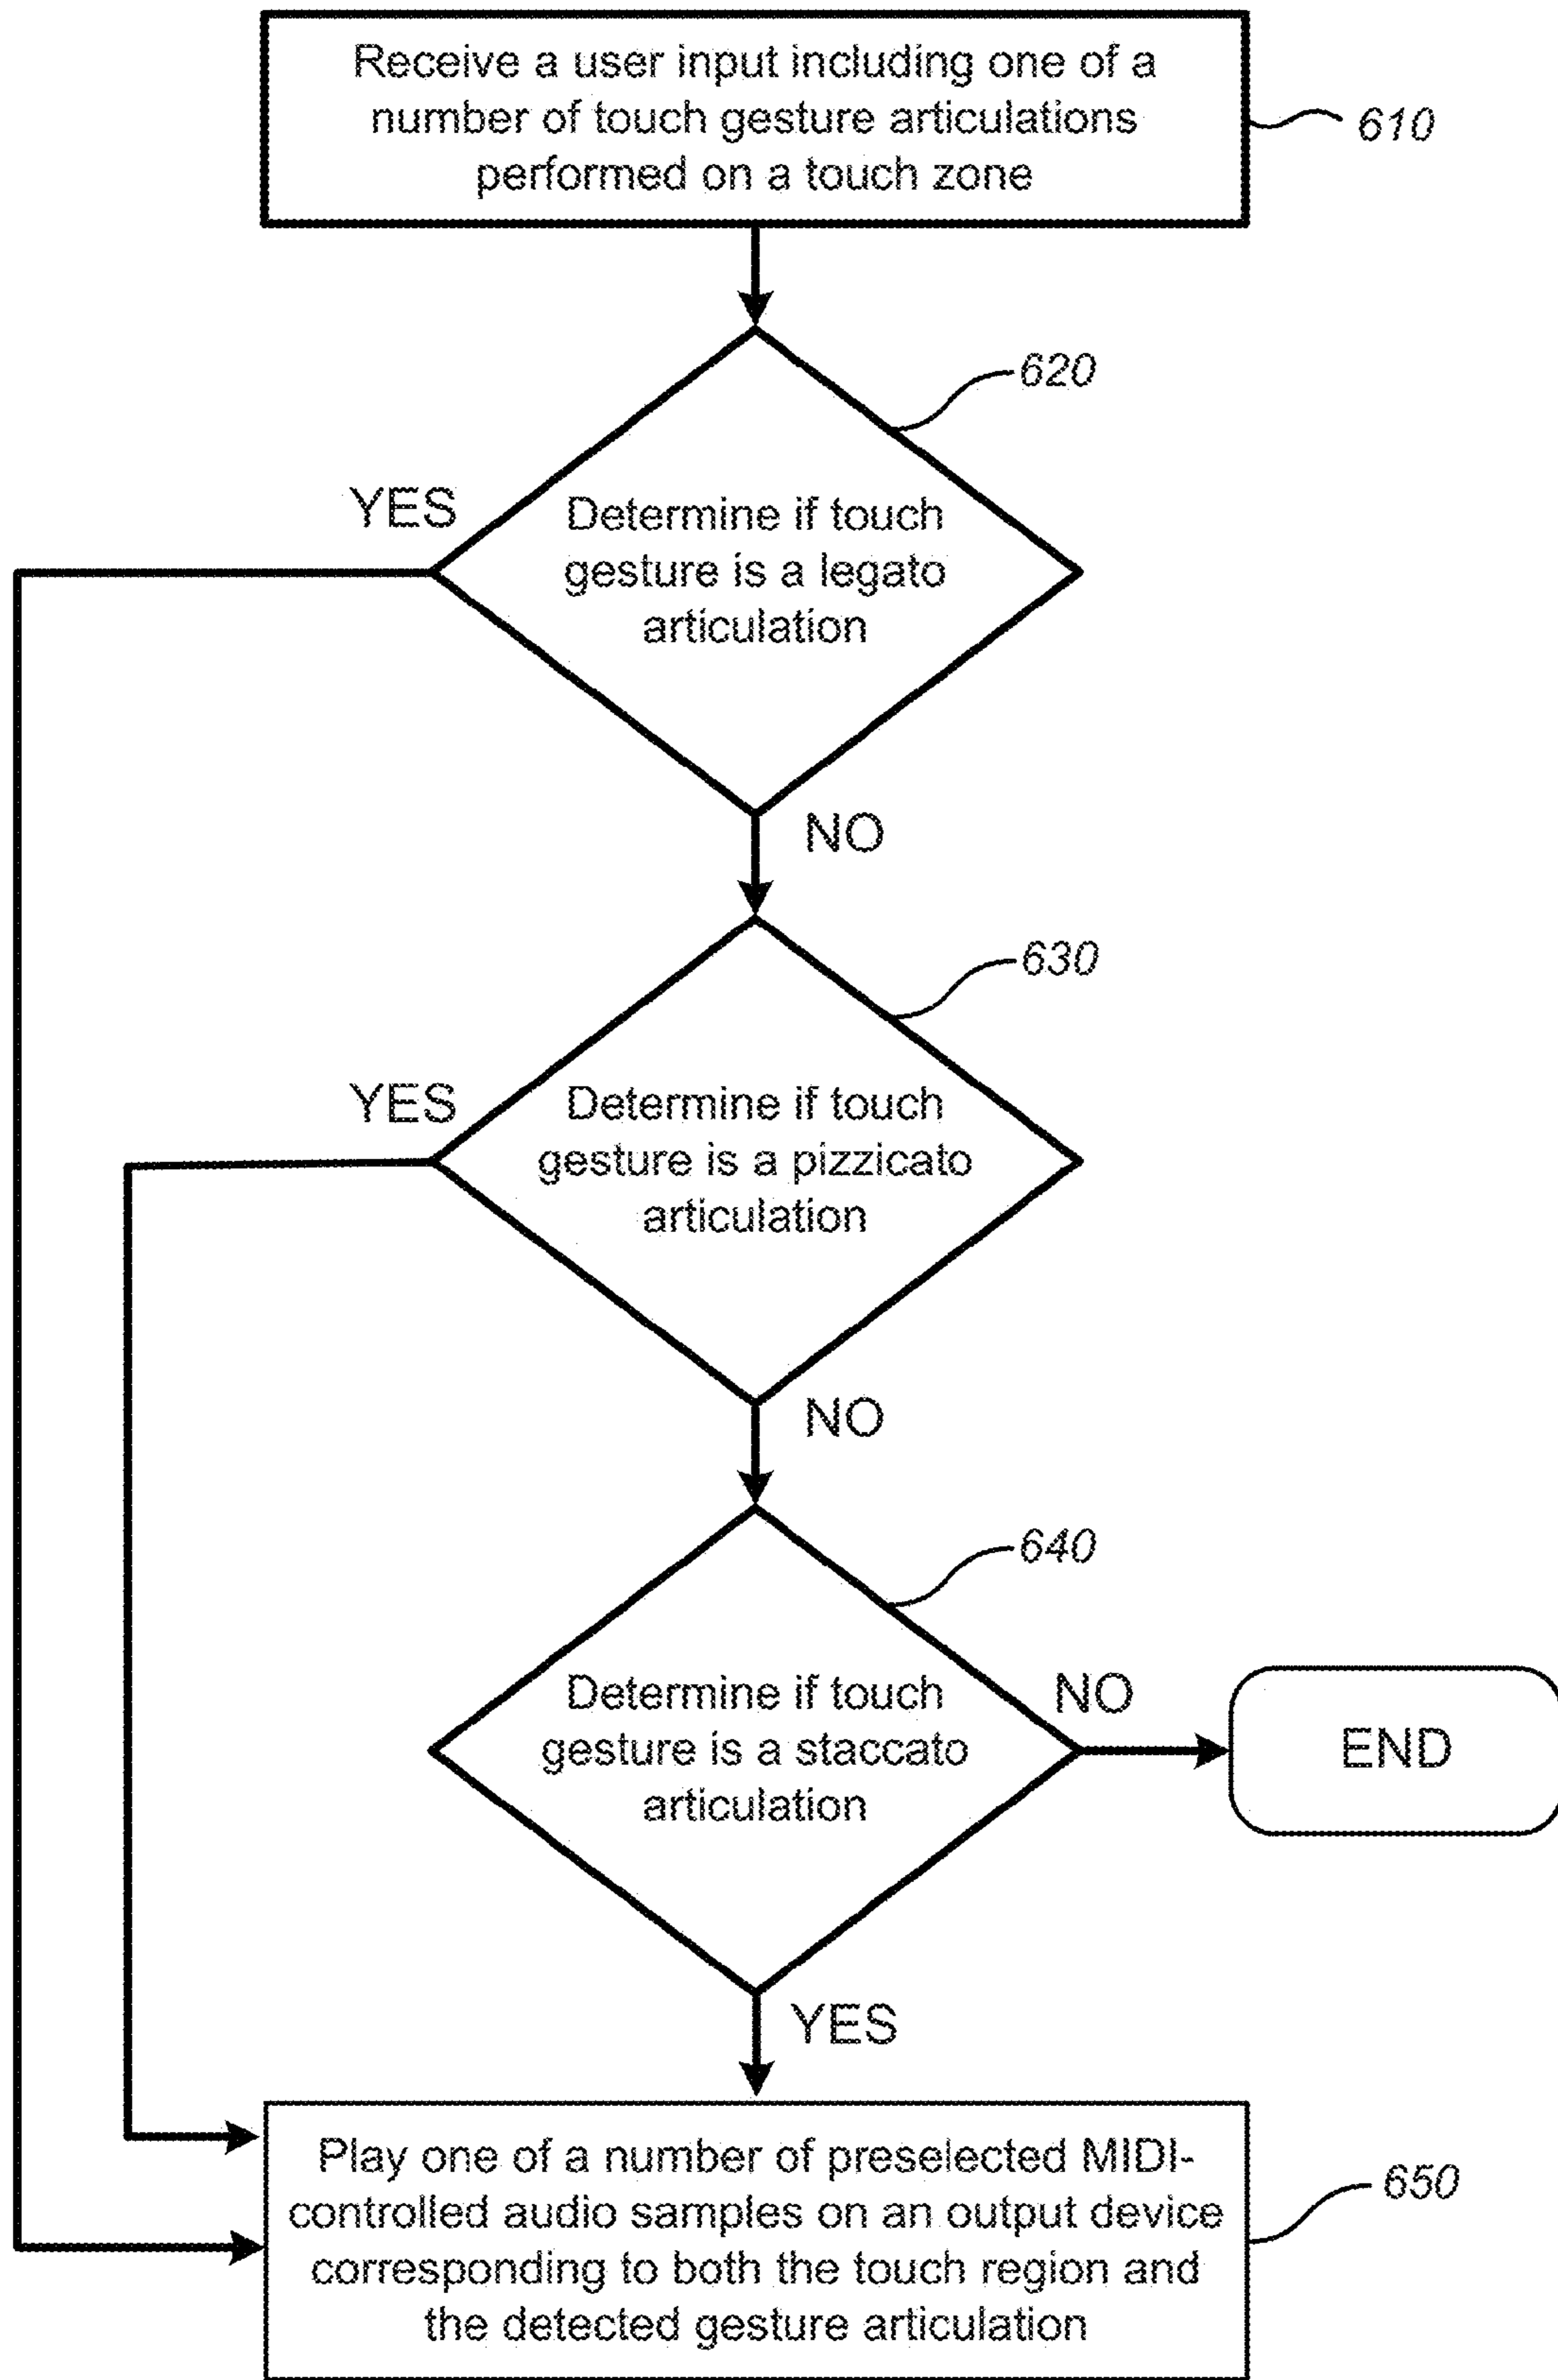 Receive a user input including one of a
number of touch gesture articulations
performed on a touch zone
610
620
YES
Determine if touch
gesture is a legato
articulation
NO
630
YES
Determine if touch
gesture is a pizzicato
articulation
NO
640
Determine if touch
gesture is a staccato
articulation
NO
END
YES
Play one of a number of preselected MIDI-
controlled audio samples on an output device
corresponding to both the touch region and
the detected gesture articulation
650